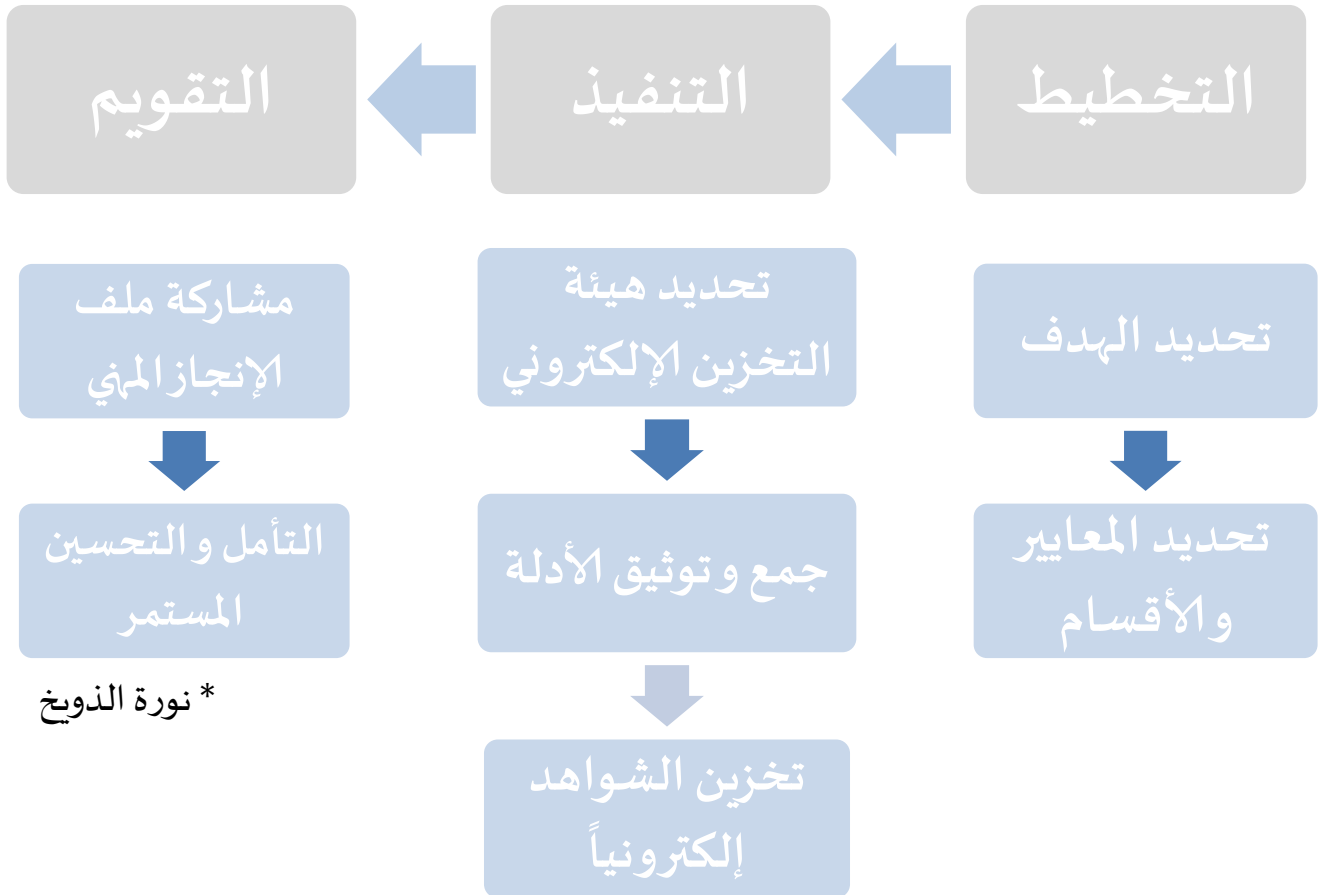 التخطيط
التنفيذ
التقويم
تحديد الهدف
تحديد المعايير
والأقسام
تحديد هيئة
التخزين الإلكتروني
جمع و توثيق الأدلة
تخزين الشواهد
إلكترونياً
مشاركة ملف
الإنجاز المهني
التأمل و التحسين
المستمر
* نورة الذويخ